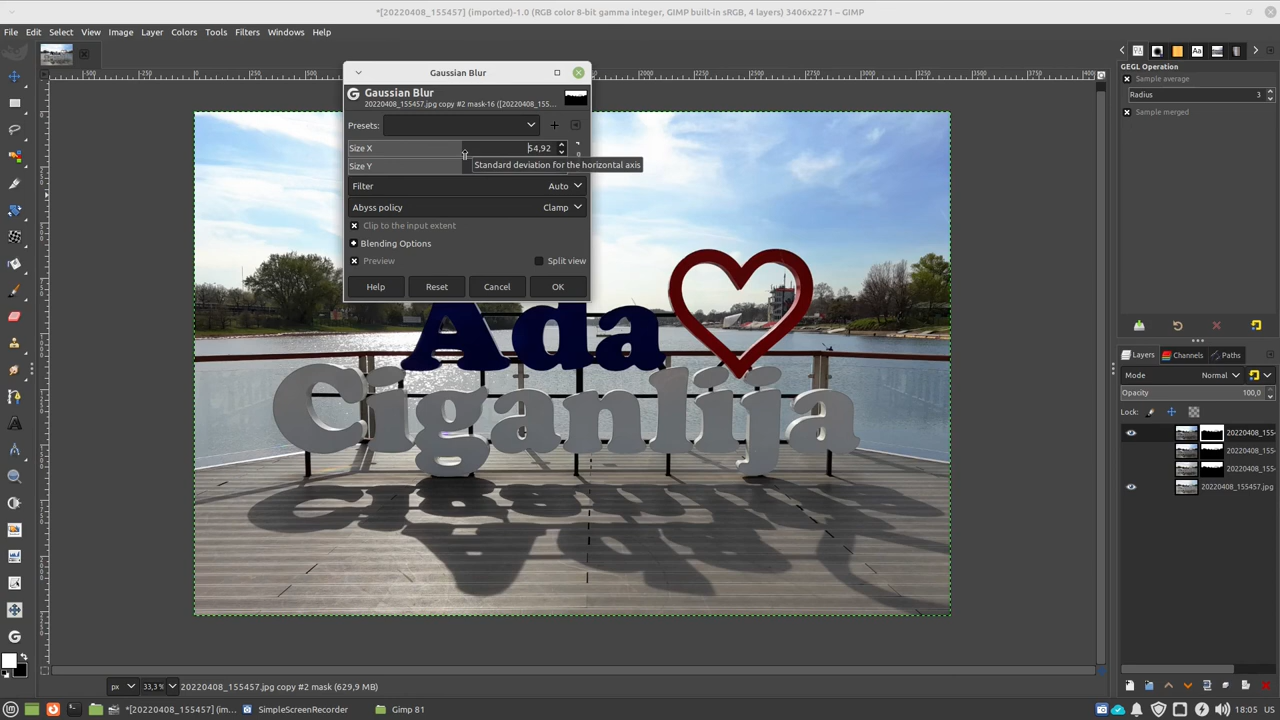 *[20220408_155457] (imported)-1.0 (RGB color 8-bit gamma integer, GIMP built-in sRGB, 4 layers) 3406x2271 – GIMP
File Edit Select View Image Layer Colors Tools Filters Windows Help
Gaussian Blur
Gaussian Blur
20220408_155457.jpg copy #2 mask-16 ([20220408_155...
Presets:
Size X 54,92
Standard deviation for the horizontal axis
Size Y
Filter Auto
Abyss policy Clamp
Clip to the input extent
Blending Options
Preview Split view
Help Reset Cancel OK
Ada
Ciganlija
GEGL Operation
Sample average
Radius 3
Sample merged
Layers Channels Paths
Mode Normal
Opacity 100,0
Lock:
20220408_155
20220408_155
20220408_155
20220408_155457.jpg
px 33,3 % 20220408_155457.jpg copy #2 mask (629,9 MB)
*[20220408_155457] (im... SimpleScreenRecorder Gimp 81 18:05 US